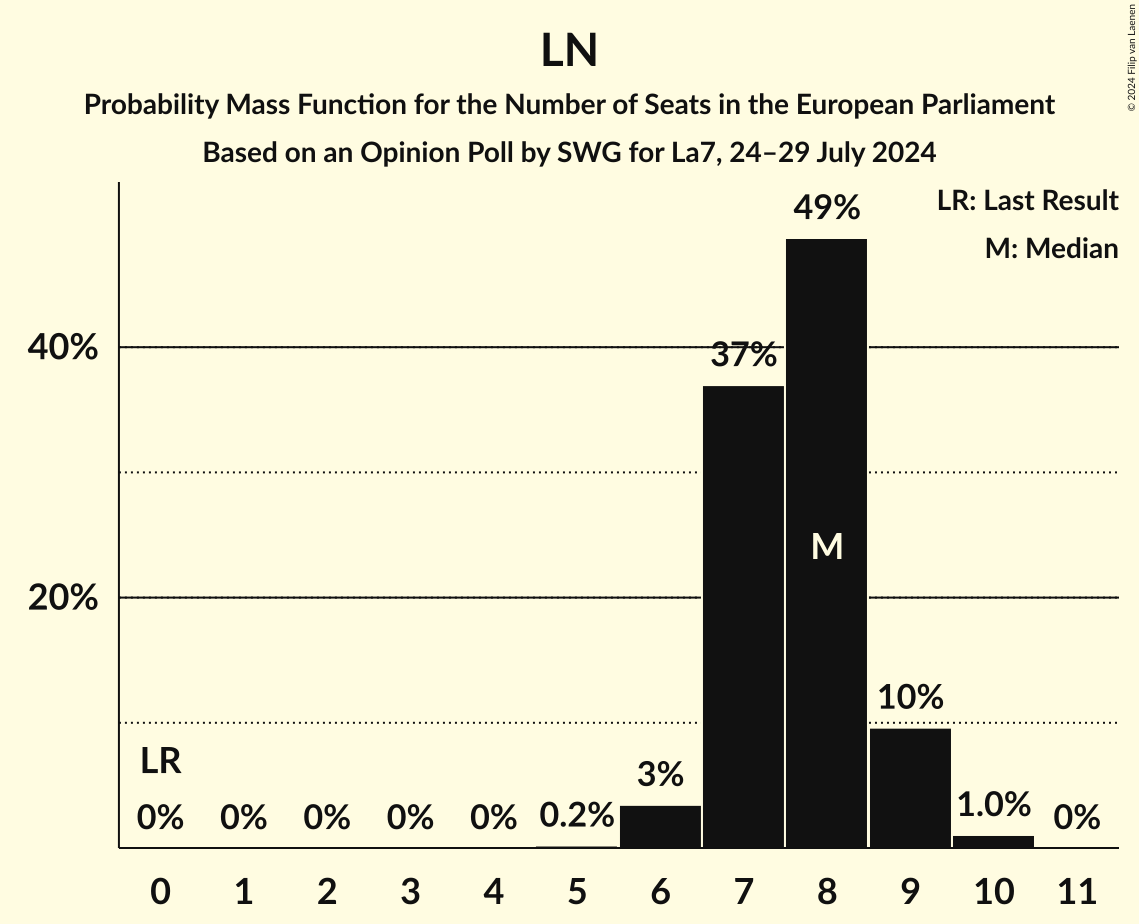 LN
Probability Mass Function for the Number of Seats in the European Parliament
Based on an Opinion Poll by SWG for La7, 24–29 July 2024
© 2024 Filip van Laenen
LR: Last Result
M: Median
49%
40%
37%
M
20%
10%
LR
3%
0% 0% 0% 0% 0% 0.2% 1.0% 0%
0 1 2 3 4 5 6 7 8 9 10 11